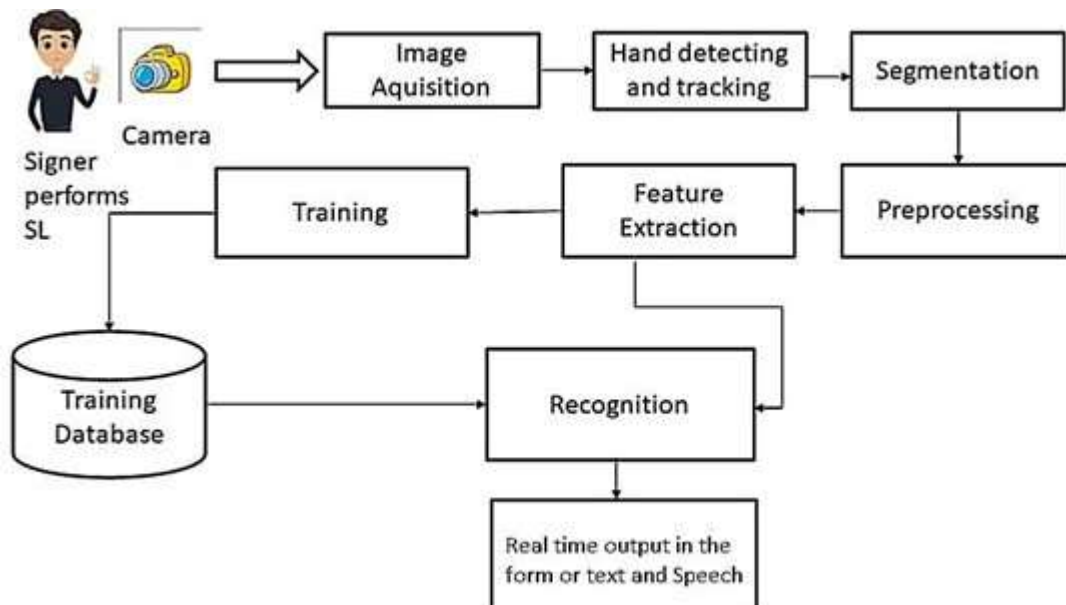 Image
Aquisition
Hand detecting
and tracking
Segmentation
Camera
Signer
performs
SL
Training
Feature
Extraction
Preprocessing
Training
Database
Recognition
Real time output in the
form or text and Speech